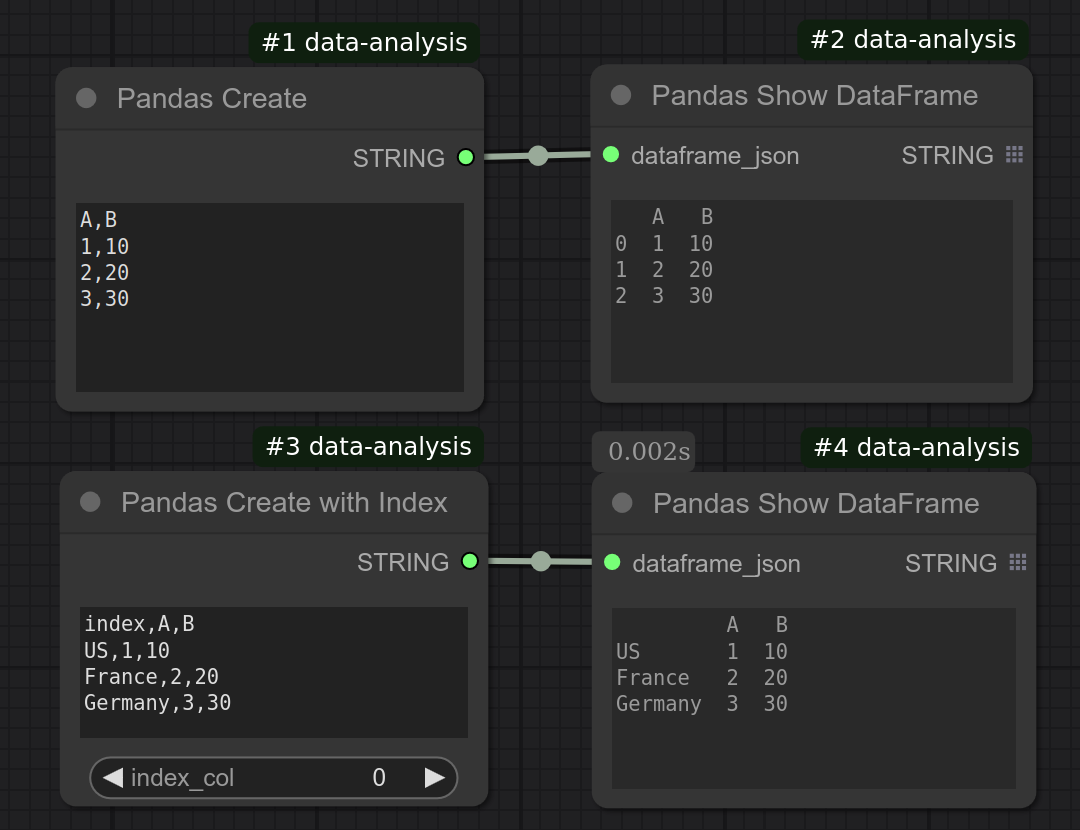 #1 data-analysis
Pandas Create
STRING
A,B
1,10
2,20
3,30
#2 data-analysis
Pandas Show DataFrame
dataframe_json STRING
A B
0 1 10
1 2 20
2 3 30
#3 data-analysis
Pandas Create with Index
STRING
index,A,B
US,1,10
France,2,20
Germany,3,30
index_col 0
0.002s
#4 data-analysis
Pandas Show DataFrame
dataframe_json STRING
A B
US 1 10
France 2 20
Germany 3 30